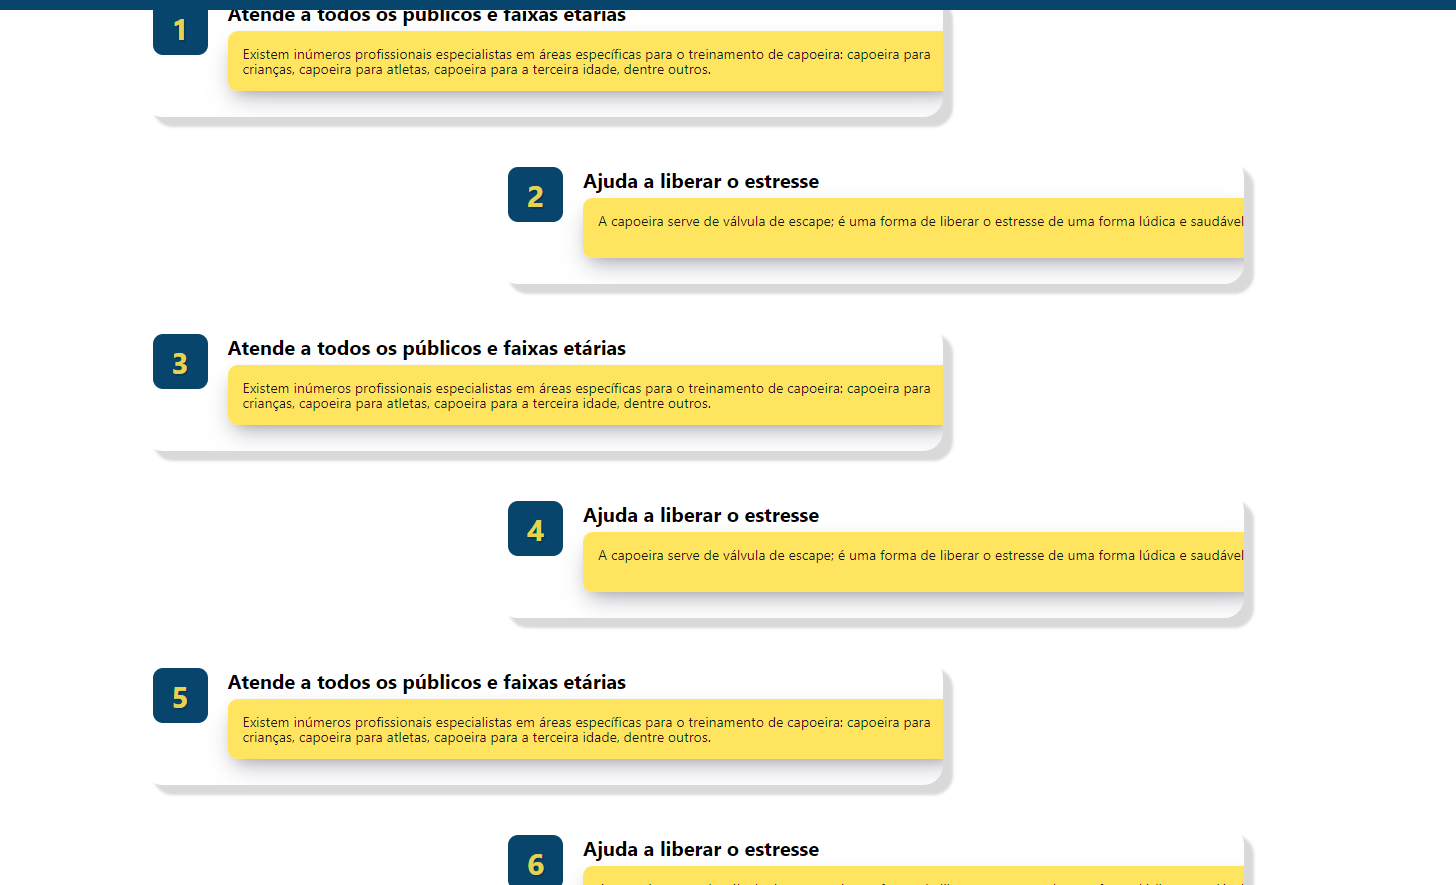 1
Atende a todos os públicos e faixas etárias
Existem inúmeros profissionais especialistas em áreas específicas para o treinamento de capoeira: capoeira para
crianças, capoeira para atletas, capoeira para a terceira idade, dentre outros.
2
Ajuda a liberar o estresse
A capoeira serve de válvula de escape; é uma forma de liberar o estresse de uma forma lúdica e saudável
3
Atende a todos os públicos e faixas etárias
Existem inúmeros profissionais especialistas em áreas específicas para o treinamento de capoeira: capoeira para
crianças, capoeira para atletas, capoeira para a terceira idade, dentre outros.
4
Ajuda a liberar o estresse
A capoeira serve de válvula de escape; é uma forma de liberar o estresse de uma forma lúdica e saudável
5
Atende a todos os públicos e faixas etárias
Existem inúmeros profissionais especialistas em áreas específicas para o treinamento de capoeira: capoeira para
crianças, capoeira para atletas, capoeira para a terceira idade, dentre outros.
6
Ajuda a liberar o estresse